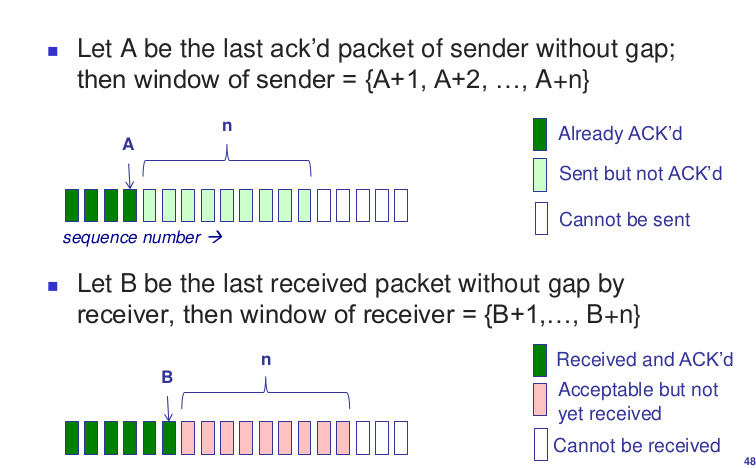 Let A be the last ack’d packet of sender without gap;
then window of sender = {A+1, A+2, …, A+n}
n
A
Already ACK’d
Sent but not ACK’d
Cannot be sent
sequence number →
Let B be the last received packet without gap by
receiver, then window of receiver = {B+1,…, B+n}
n
B
Received and ACK’d
Acceptable but not
yet received
Cannot be received
48